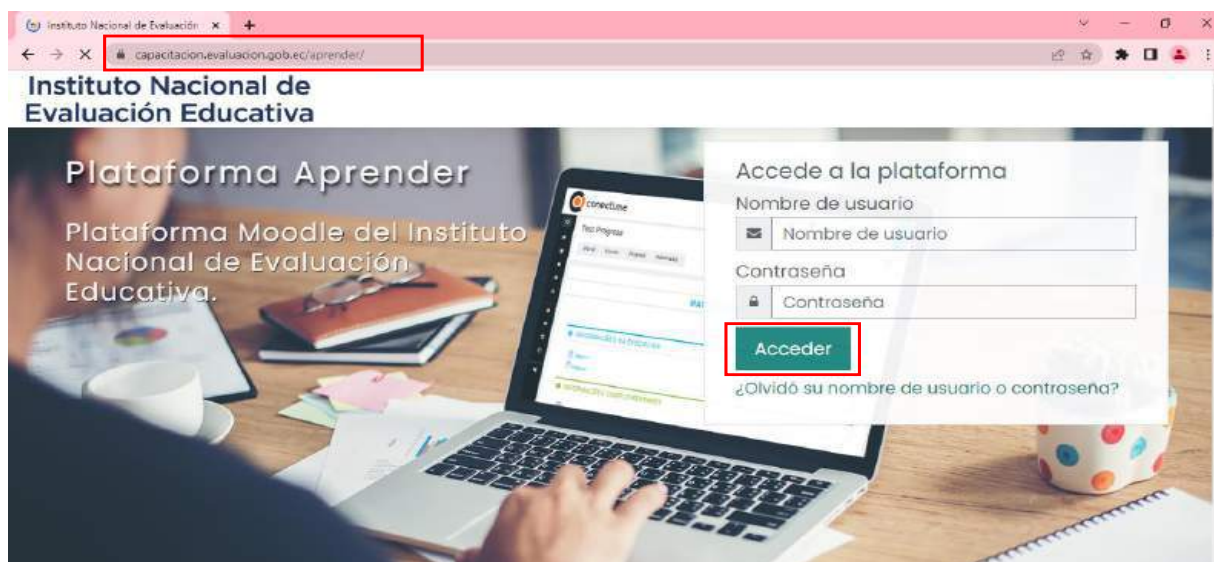 Instituto Nacional de Evaluación
capacitacion.evaluacion.gob.ec/aprender/
Instituto Nacional de
Evaluación Educativa
Plataforma Aprender
Plataforma Moodle del Instituto
Nacional de Evaluación
Educativa.
conectime
Test Progress
Accede a la plataforma
Nombre de usuario
Nombre de usuario
Contraseña
Contraseña
Acceder
¿Olvidó su nombre de usuario o contraseña?